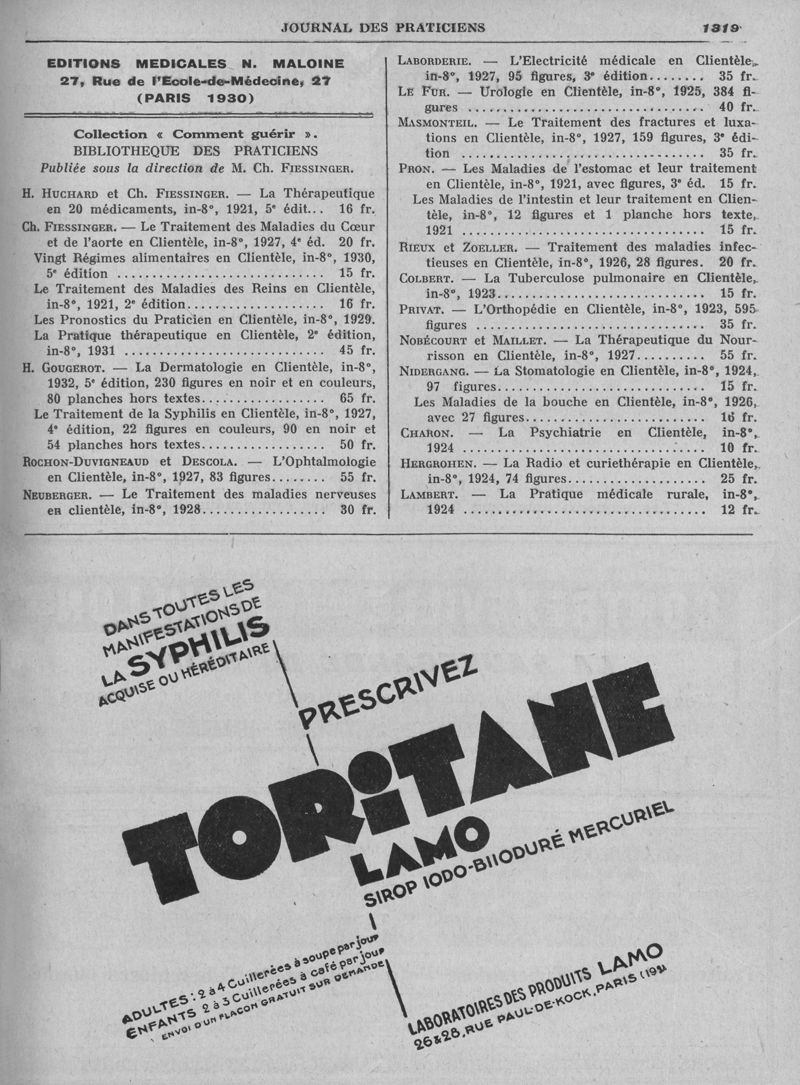 JOURNAL DES PRATICIENS 1319
EDITIONS MEDICALES N. MALOINE
27, Rue de l'Ecole-de-Médecine, 27
(PARIS 1930)
Collection « Comment guérir ».
BIBLIOTHEQUE DES PRATICIENS
Publiée sous la direction de M. Ch. FIESSINGER.
H. HUCHARD et Ch. FIESSINGER. — La Thérapeutique
en 20 médicaments, in-8°, 1921, 5e édit... 16 fr.
Ch. FIESSINGER. — Le Traitement des Maladies du Cœur
et de l'aorte en Clientèle, in-8°, 1927, 4e éd. 20 fr.
Vingt Régimes alimentaires en Clientèle, in-8°, 1930,
5e édition ........................... 15 fr.
Le Traitement des Maladies des Reins en Clientèle,
in-8°, 1921, 2e édition.................... 16 fr.
Les Pronostics du Praticien en Clientèle, in-8°, 1929.
La Pratique thérapeutique en Clientèle, 2e édition,
in-8°, 1931 ............................. 45 fr.
H. GOUGEROT. — La Dermatologie en Clientèle, in-8°,
1932, 5e édition, 230 figures en noir et en couleurs,
80 planches hors textes.................. 65 fr.
Le Traitement de la Syphilis en Clientèle, in-8°, 1927,
4e édition, 22 figures en couleurs, 90 en noir et
54 planches hors textes.................. 50 fr.
ROCHON-DUVIGNEAUD et DESCOLA. — L'Ophtalmologie
en Clientèle, in-8°, 1927, 83 figures........ 55 fr.
NEUBERGER. — Le Traitement des maladies nerveuses
en clientèle, in-8°, 1928.................. 30 fr.
LABORDERIE. — L'Electricité médicale en Clientèle,
in-8°, 1927, 95 figures, 3e édition........ 35 fr.
LE FUR. — Urologie en Clientèle, in-8°, 1925, 384 fi-
gures .................................. 40 fr.
MASMONTEIL. — Le Traitement des fractures et luxa-
tions en Clientèle, in-8°, 1927, 159 figures, 3e édi-
tion ................................... 35 fr.
PRON. — Les Maladies de l'estomac et leur traitement
en Clientèle, in-8°, 1921, avec figures, 3e éd. 15 fr.
Les Maladies de l'intestin et leur traitement en Clien-
tèle, in-8°, 12 figures et 1 planche hors texte,
1921 ................................... 15 fr.
RIEUX et ZOELLER. — Traitement des maladies infec-
tieuses en Clientèle, in-8°, 1926, 28 figures. 20 fr.
COLBERT. — La Tuberculose pulmonaire en Clientèle,
in-8°, 1923.............................. 15 fr.
PRIVAT. — L'Orthopédie en Clientèle, in-8°, 1923, 595
figures ................................. 35 fr.
NOBÉCOURT et MAILLET. — La Thérapeutique du Nour-
risson en Clientèle, in-8°, 1927.......... 55 fr.
NIDERGANG. — La Stomatologie en Clientèle, in-8°, 1924,
97 figures.............................. 15 fr.
Les Maladies de la bouche en Clientèle, in-8°, 1926,
avec 27 figures.......................... 16 fr.
CHARON. — La Psychiatrie en Clientèle, in-8°,
1924 ................................... 10 fr.
HERGROHEN. — La Radio et curiethérapie en Clientèle,
in-8°, 1924, 74 figures.................... 25 fr.
LAMBERT. — La Pratique médicale rurale, in-8°,
1924 ................................... 12 fr.
DANS TOUTES LES
MANIFESTATIONS DE
LA SYPHILIS
ACQUISE OU HÉRÉDITAIRE
PRESCRIVEZ
TORiTANE
LAMO
SIROP IODO-BIIODURÉ MERCURIEL
ADULTES : 2 à 4 Cuillerées à soupe par jour
ENFANTS 2 à 3 Cuillerées à café par jour
ENVOI D'UN FLACON GRATUIT SUR DEMANDE
LABORATOIRES DES PRODUITS LAMO
26 & 28, RUE PAUL-DE-KOCK, PARIS (19e)